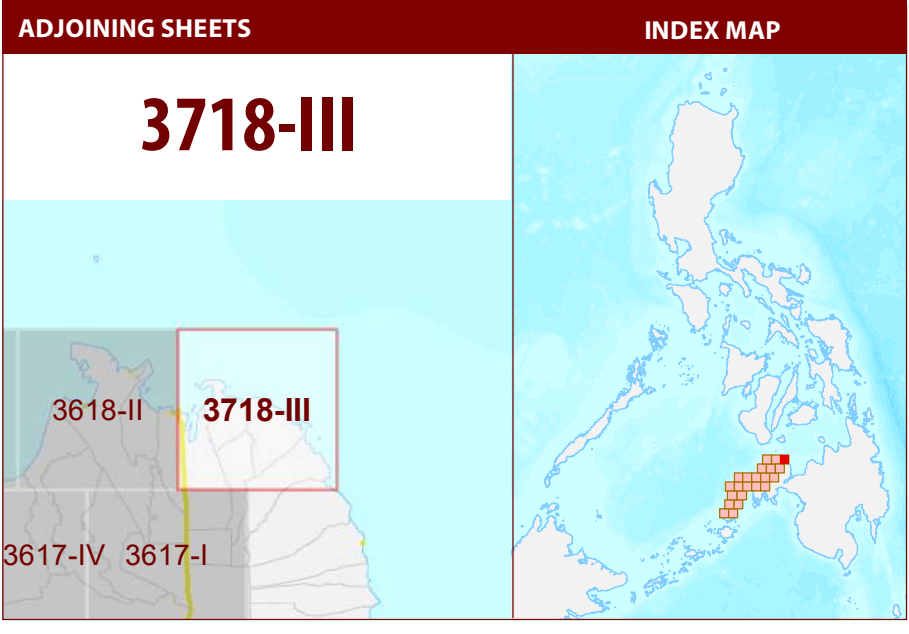 ADJOINING SHEETS
INDEX MAP
3718-III
3618-II
3718-III
3617-IV
3617-I